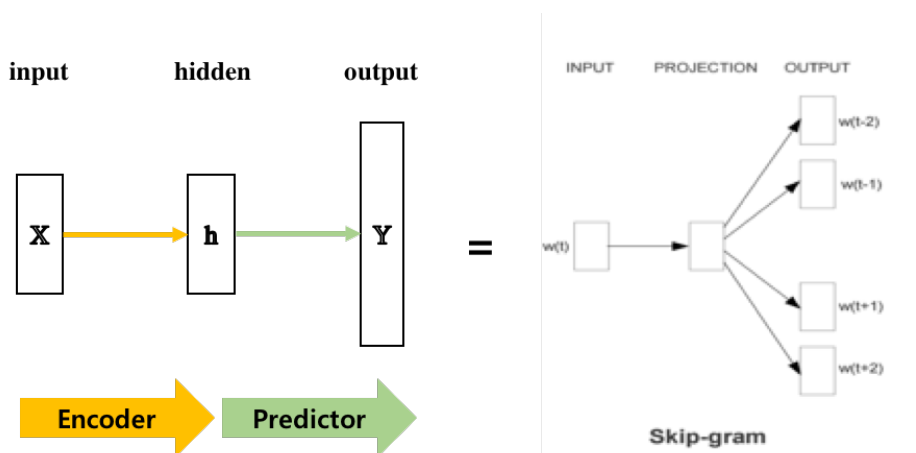 input hidden output
X h Y
Encoder Predictor
=
INPUT PROJECTION OUTPUT
w(t-2)
w(t-1)
w(t)
w(t+1)
w(t+2)
Skip-gram